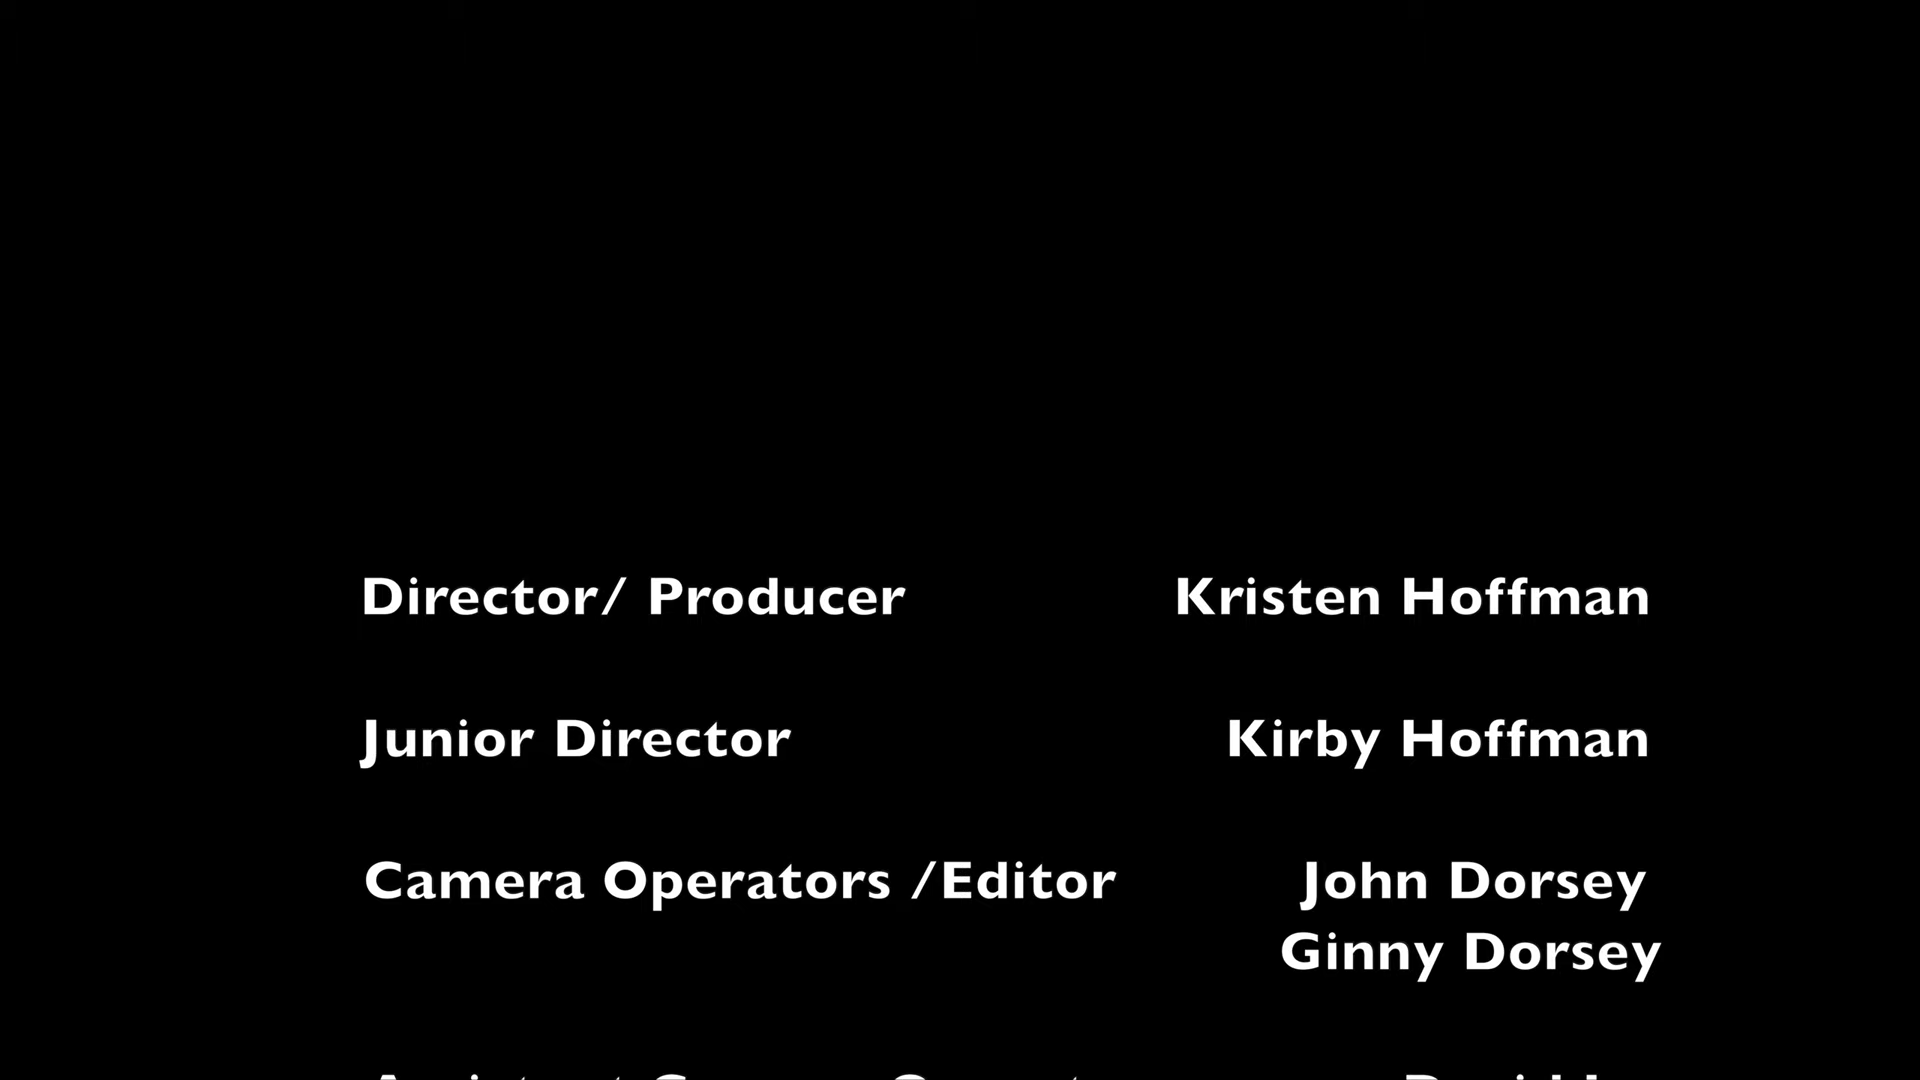 Director/ Producer Kristen Hoffman
Junior Director Kirby Hoffman
Camera Operators /Editor John Dorsey
Ginny Dorsey